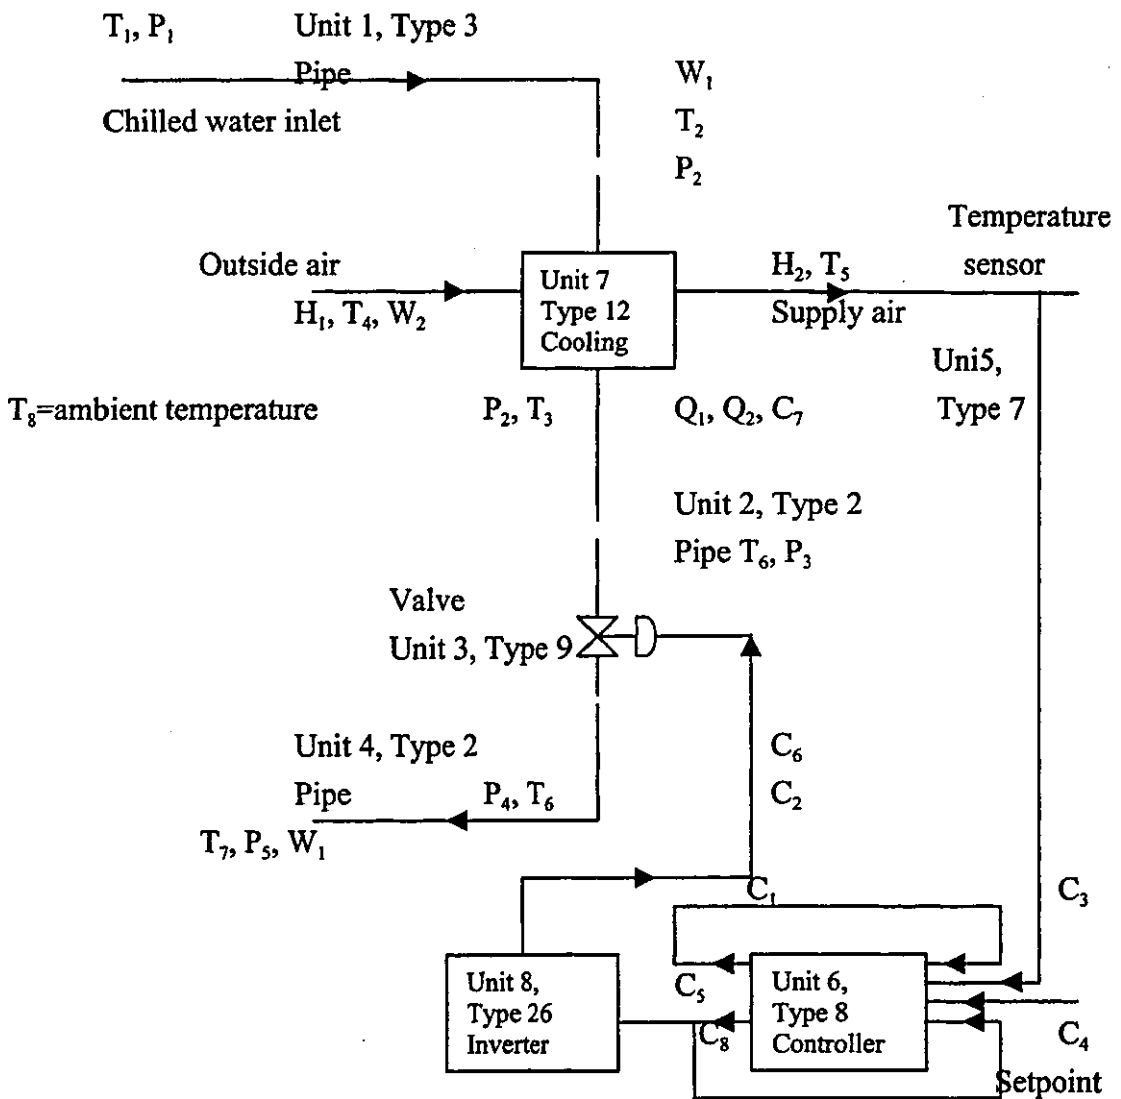 T₁, P₁
Unit 1, Type 3
Pipe
Chilled water inlet
W₁
T₂
P₂
Temperature
sensor
Outside air
H₁, T₄, W₂
Unit 7
Type 12
Cooling
H₂, T₅
Supply air
Uni5,
Type 7
T₈=ambient temperature
P₂, T₃
Q₁, Q₂, C₇
Unit 2, Type 2
Pipe T₆, P₃
Valve
Unit 3, Type 9
Unit 4, Type 2
Pipe
P₄, T₆
T₇, P₅, W₁
C₆
C₂
C₁
C₃
Unit 8,
Type 26
Inverter
C₅
C₈
Unit 6,
Type 8
Controller
C₄
Setpoint